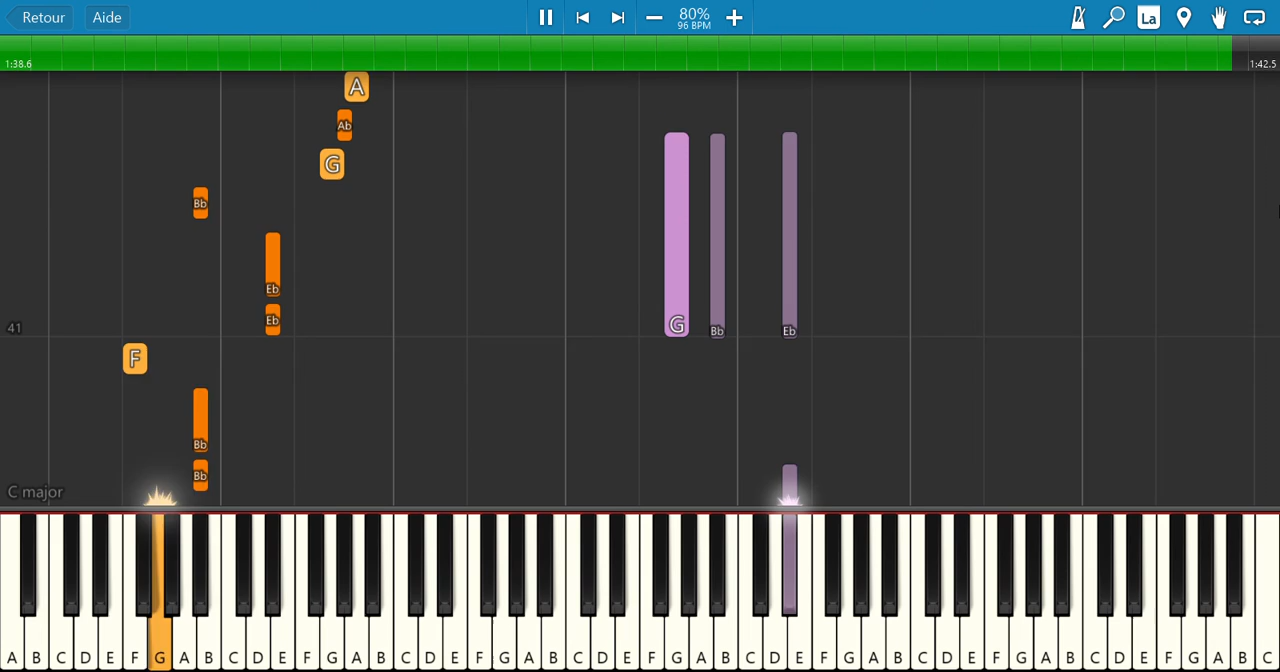 Retour Aide 80% La
96 BPM
1:38.6 1:42.5
A
Ab
G
Bb
Eb
Eb
G Bb Eb
41
F
Bb
Bb
C major
A B C D E F G A B C D E F G A B C D E F G A B C D E F G A B C D E F G A B C D E F G A B C D E F G A B C